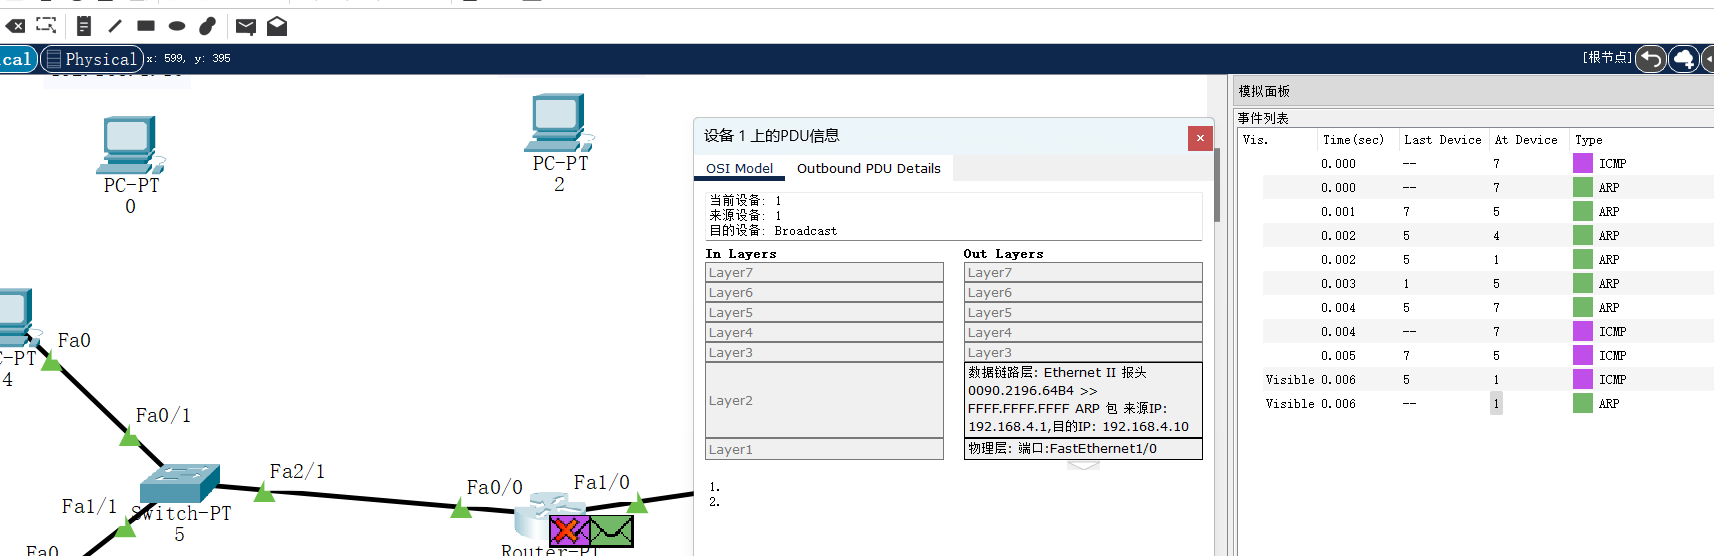 cal
Physical
x: 599, y: 395
[根节点]
PC-PT
0
PC-PT
2
C-PT
4
Fa0
Fa0/1
Fa2/1
Fa1/1
Switch-PT
5
Fa0
Fa0/0
Fa1/0
Router-PT
设备 1 上的PDU信息
OSI Model
Outbound PDU Details
当前设备: 1
来源设备: 1
目的设备: Broadcast
In Layers
Layer7
Layer6
Layer5
Layer4
Layer3
Layer2
Layer1
Out Layers
Layer7
Layer6
Layer5
Layer4
Layer3
数据链路层: Ethernet II 报头
0090.2196.64B4 >>
FFFF.FFFF.FFFF ARP 包 来源IP:
192.168.4.1,目的IP: 192.168.4.10
物理层: 端口:FastEthernet1/0
1.
2.
模拟面板
事件列表
Vis. Time(sec) Last Device At Device Type
0.000 -- 7 ICMP
0.000 -- 7 ARP
0.001 7 5 ARP
0.002 5 4 ARP
0.002 5 1 ARP
0.003 1 5 ARP
0.004 5 7 ARP
0.004 -- 7 ICMP
0.005 7 5 ICMP
Visible 0.006 5 1 ICMP
Visible 0.006 -- 1 ARP